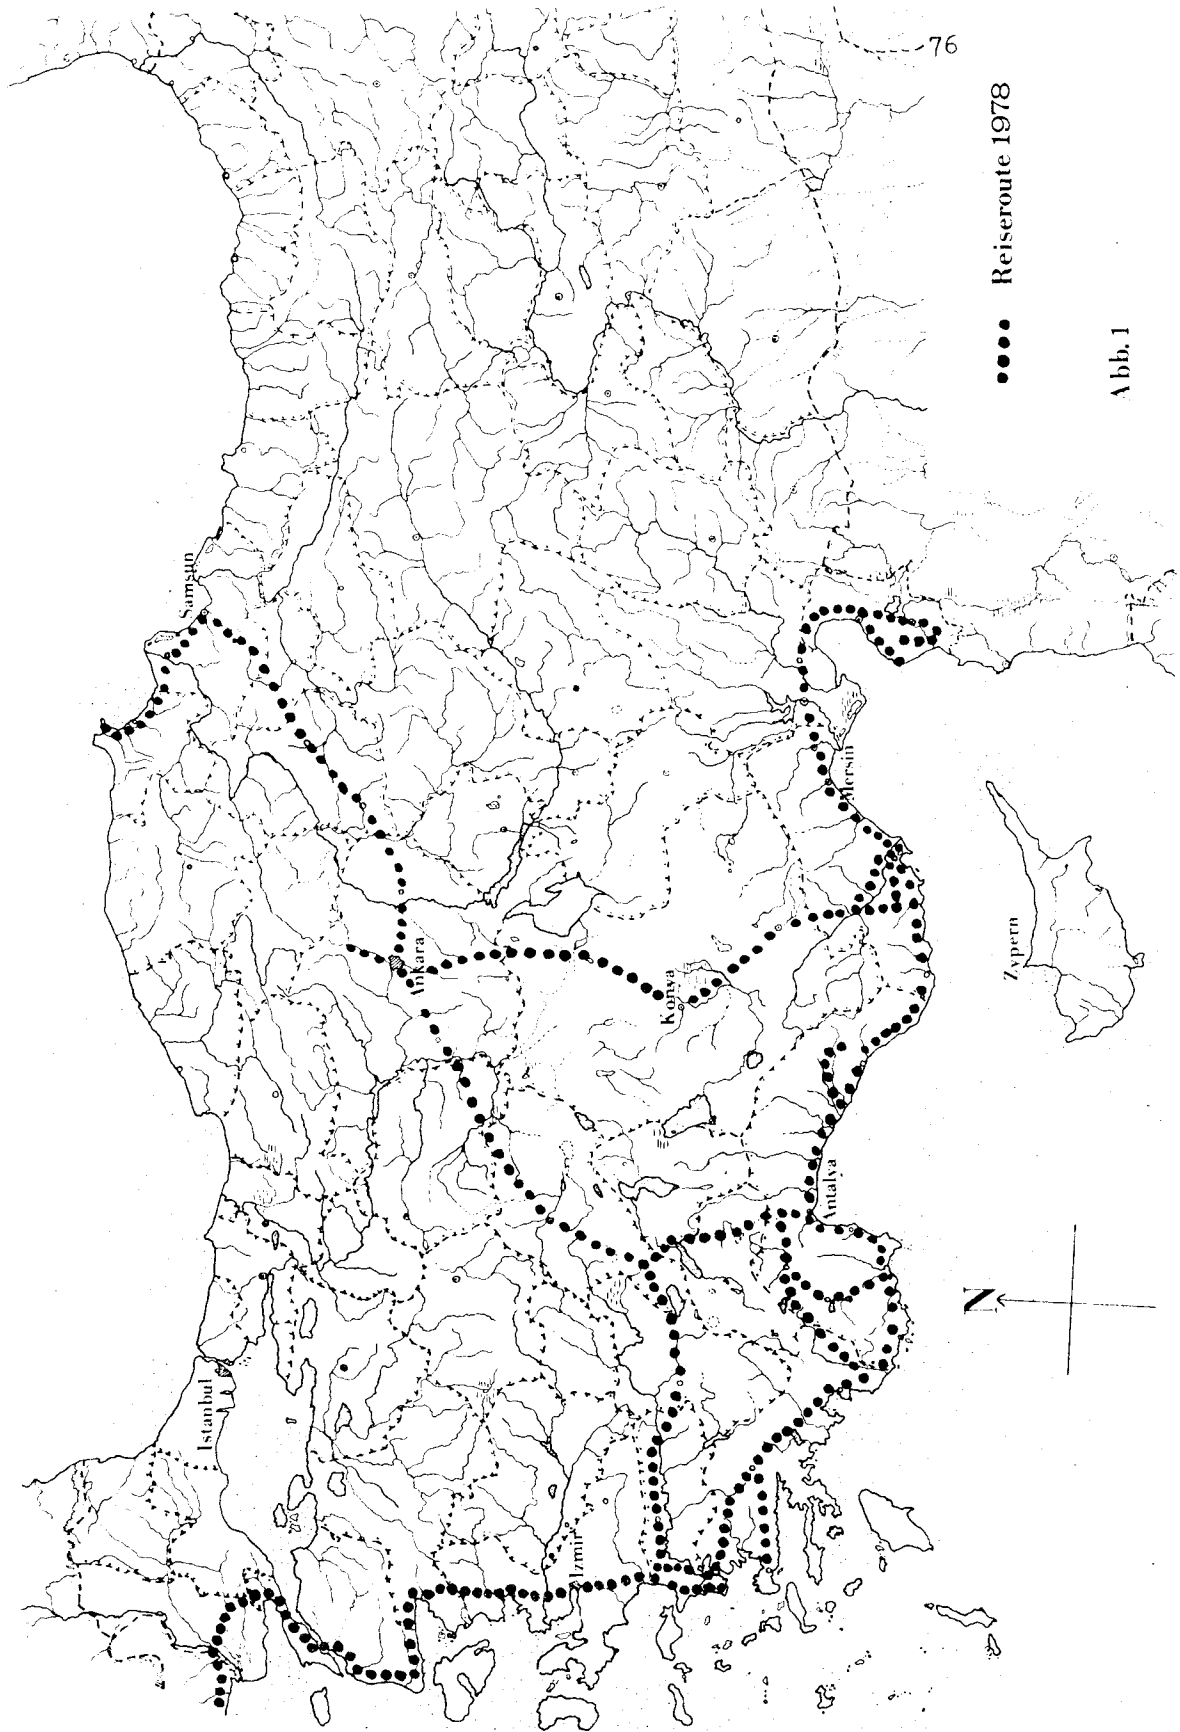 76
Reiseroute 1978
Abb. 1
Samsun
Istanbul
Ankara
Konya
Izmir
Mersin
Antalya
Zypern
N